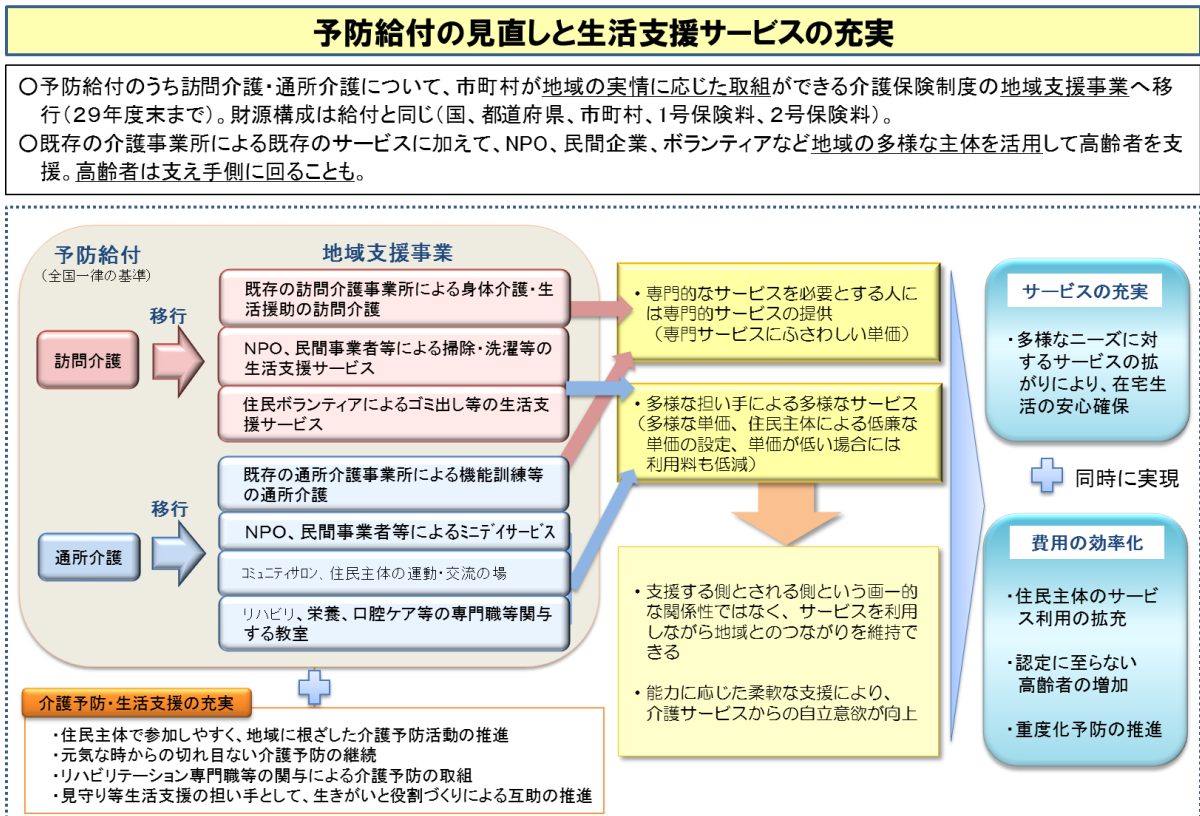 予防給付の見直しと生活支援サービスの充実
○予防給付のうち訪問介護・通所介護について、市町村が地域の実情に応じた取組ができる介護保険制度の地域支援事業へ移
行(29年度末まで)。財源構成は給付と同じ(国、都道府県、市町村、1号保険料、2号保険料)。
○既存の介護事業所による既存のサービスに加えて、NPO、民間企業、ボランティアなど地域の多様な主体を活用して高齢者を支
援。高齢者は支え手側に回ることも。
予防給付
(全国一律の基準)
地域支援事業
移行
訪問介護
既存の訪問介護事業所による身体介護・生
活援助の訪問介護
NPO、民間事業者等による掃除・洗濯等の
生活支援サービス
住民ボランティアによるゴミ出し等の生活支
援サービス
移行
通所介護
既存の通所介護事業所による機能訓練等
の通所介護
NPO、民間事業者等によるミニデイサービス
コミュニティサロン、住民主体の運動・交流の場
リハビリ、栄養、口腔ケア等の専門職等関与
する教室
介護予防・生活支援の充実
・住民主体で参加しやすく、地域に根ざした介護予防活動の推進
・元気な時からの切れ目ない介護予防の継続
・リハビリテーション専門職等の関与による介護予防の取組
・見守り等生活支援の担い手として、生きがいと役割づくりによる互助の推進
・専門的なサービスを必要とする人に
は専門的サービスの提供
(専門サービスにふさわしい単価)
・多様な担い手による多様なサービス
(多様な単価、住民主体による低廉な
単価の設定、単価が低い場合には
利用料も低減)
・支援する側とされる側という画一的
な関係性ではなく、サービスを利用
しながら地域とのつながりを維持で
きる
・能力に応じた柔軟な支援により、
介護サービスからの自立意欲が向上
サービスの充実
・多様なニーズに対
するサービスの拡
がりにより、在宅生
活の安心確保
同時に実現
費用の効率化
・住民主体のサービ
ス利用の拡充
・認定に至らない
高齢者の増加
・重度化予防の推進